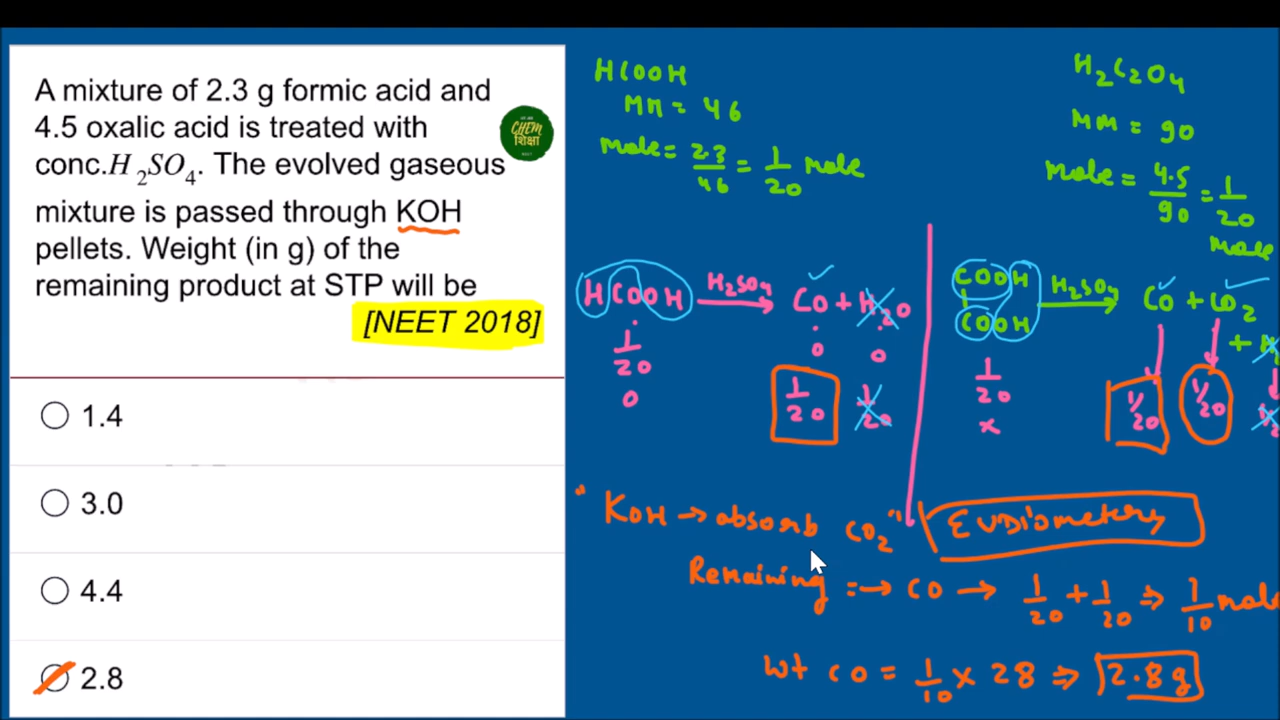 A mixture of 2.3 g formic acid and
4.5 oxalic acid is treated with
conc.H₂SO₄. The evolved gaseous
mixture is passed through KOH
pellets. Weight (in g) of the
remaining product at STP will be
[NEET 2018]
CHEM
शिक्षा
1.4
3.0
4.4
2.8
HCOOH
MM = 46
Mole = 2.3/46 = 1/20 mole
H₂C₂O₄
MM = 90
Mole = 4.5/90 = 1/20
Mole
HCOOH H₂SO₄→ CO + H₂O
1/20 0 0
0 1/20 1/20
COOH
COOH H₂SO₄→ CO + CO₂
+
1/20 1/20 1/20
x
"KOH → absorb CO₂"
EUDiometery
Remaining :→ CO → 1/20 + 1/20 ⇒ 1/10 mole
wt CO = 1/10 × 28 ⇒ 2.8 g